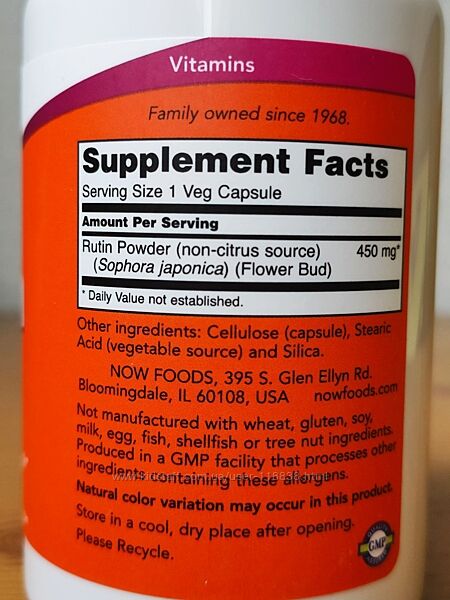 Vitamins
Family owned since 1968.
Supplement Facts
Serving Size 1 Veg Capsule
Amount Per Serving
Rutin Powder (non-citrus source) 450 mg*
(Sophora japonica) (Flower Bud)
* Daily Value not established.
Other ingredients: Cellulose (capsule), Stearic
Acid (vegetable source) and Silica.
NOW FOODS, 395 S. Glen Ellyn Rd.
Bloomingdale, IL 60108, USA nowfoods.com
Not manufactured with wheat, gluten, soy,
milk, egg, fish, shellfish or tree nut ingredients.
Produced in a GMP facility that processes other
ingredients containing these allergens.
Natural color variation may occur in this product.
Store in a cool, dry place after opening.
Please Recycle.
GMP